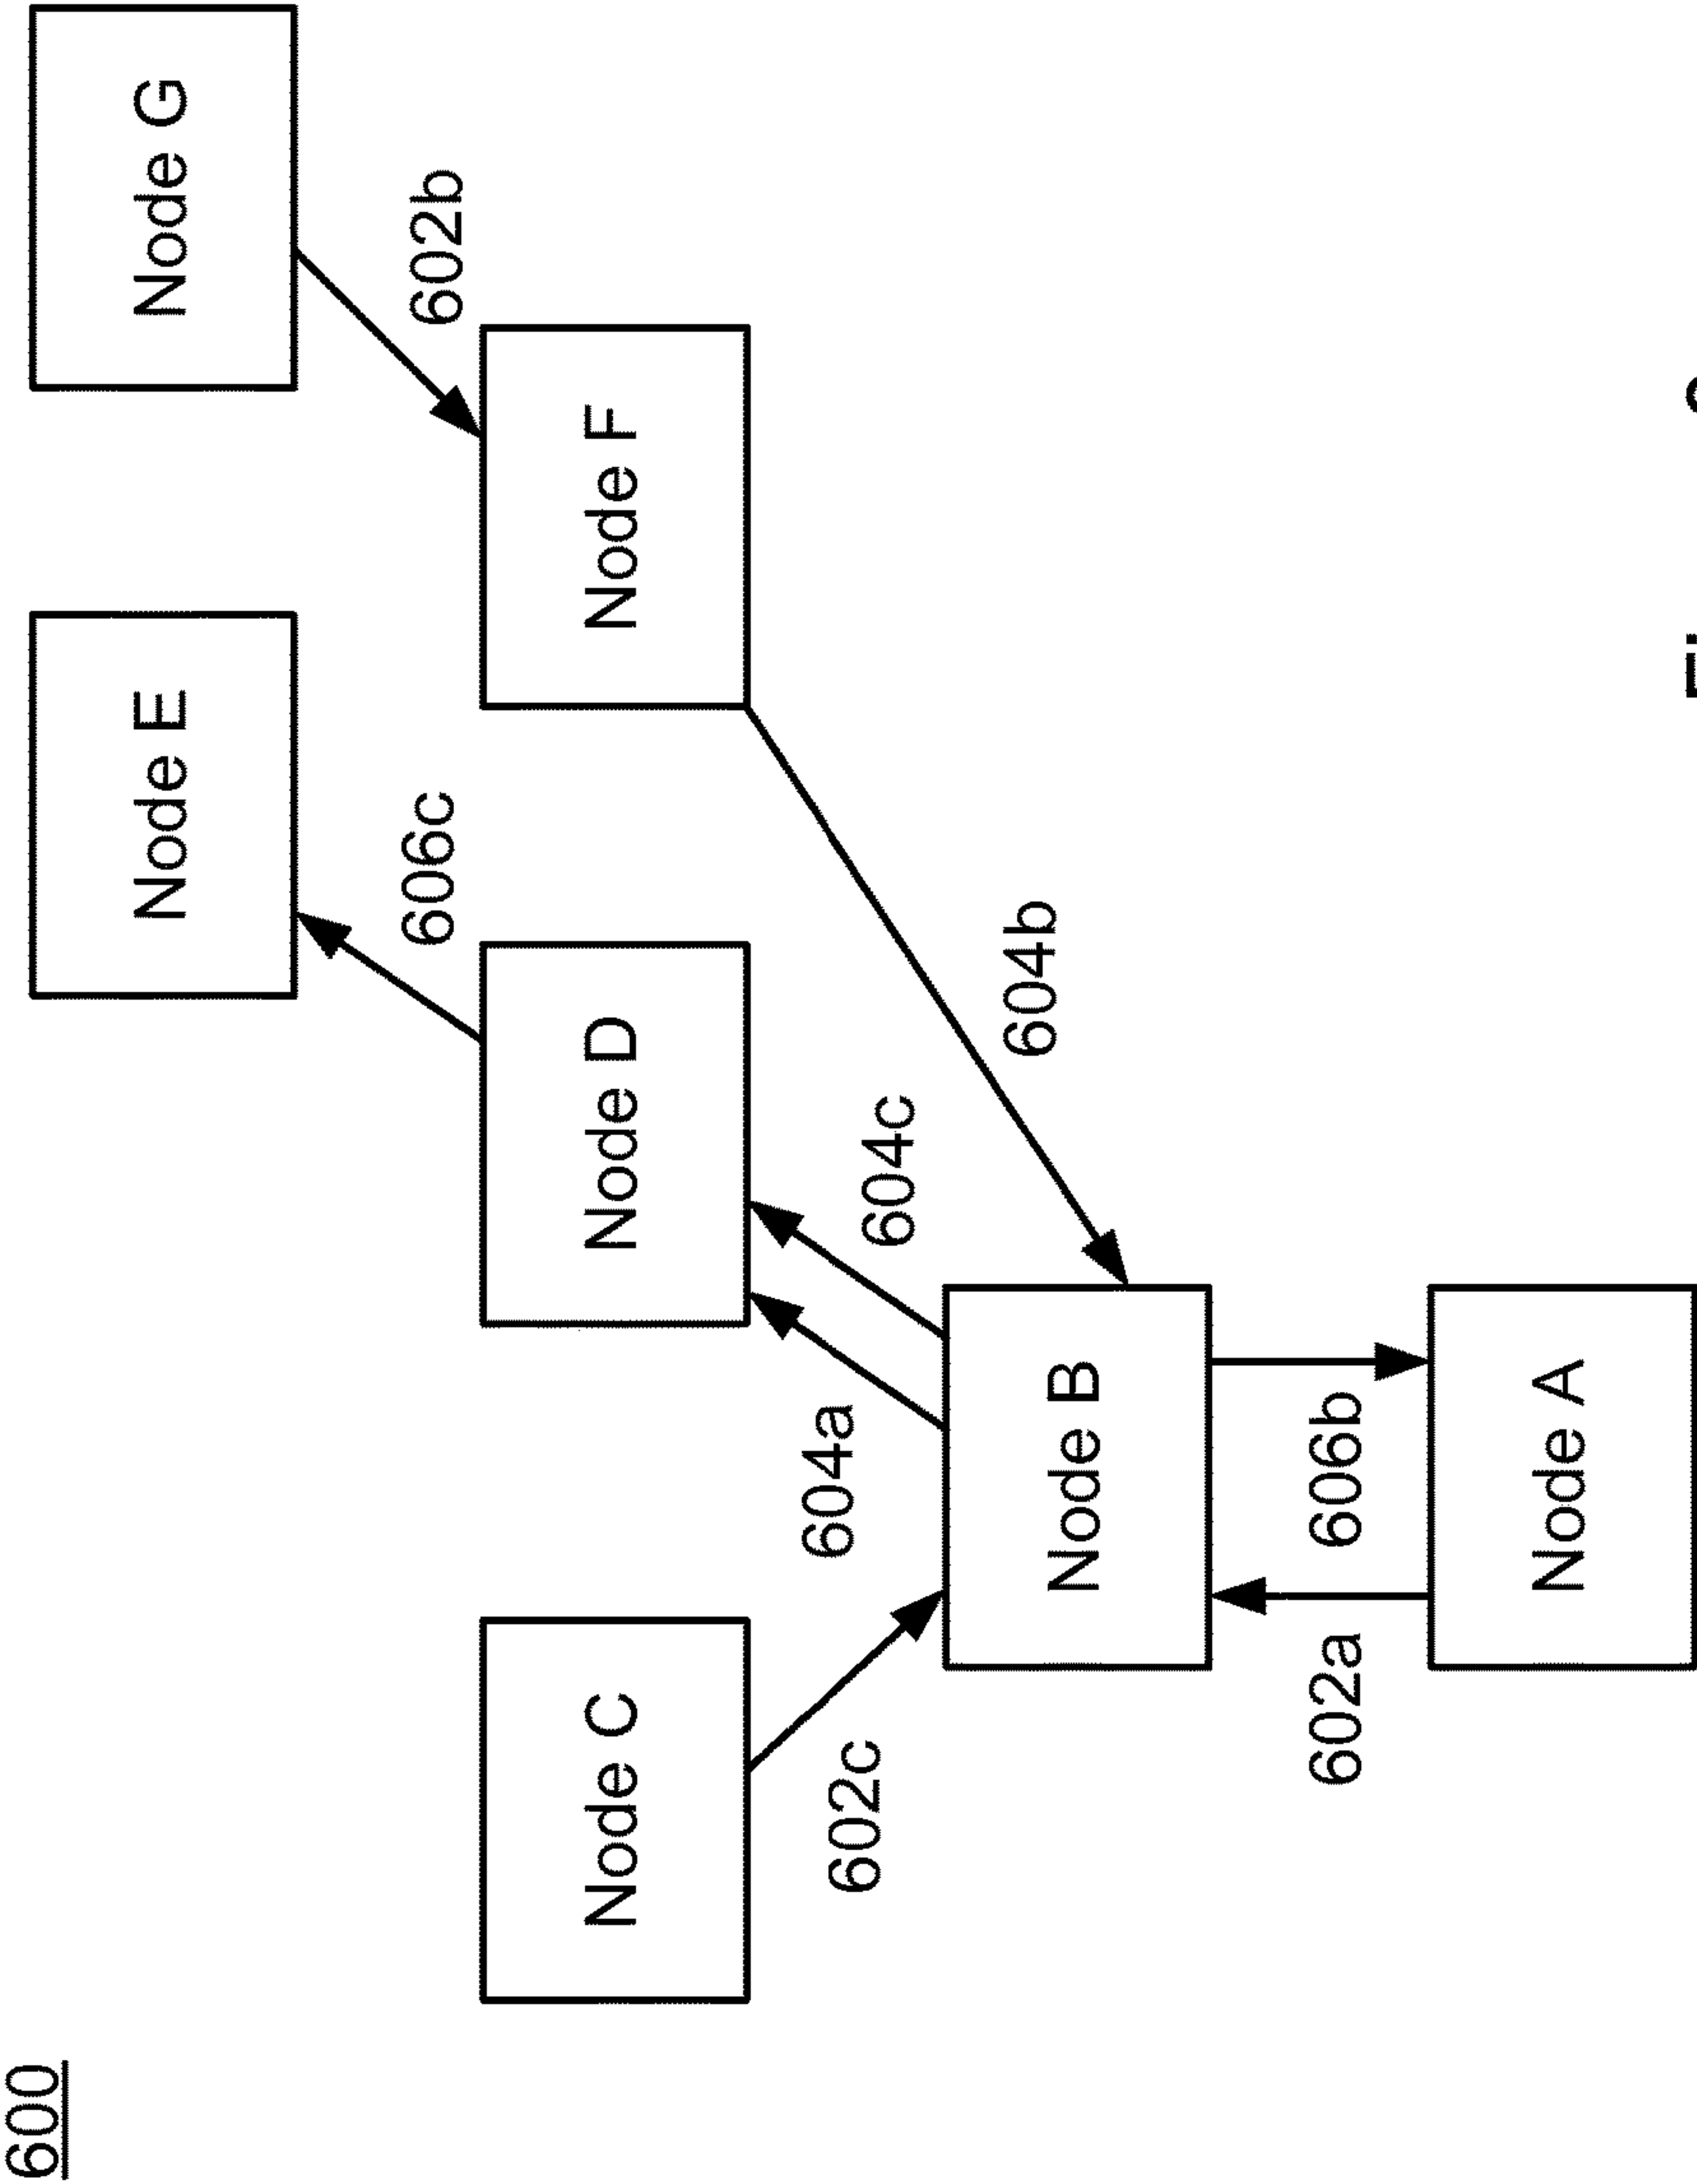 600
Node E
Node G
606c
602b
Node C
Node D
Node F
602c
604a
604c
604b
Node B
602a
606b
Node A